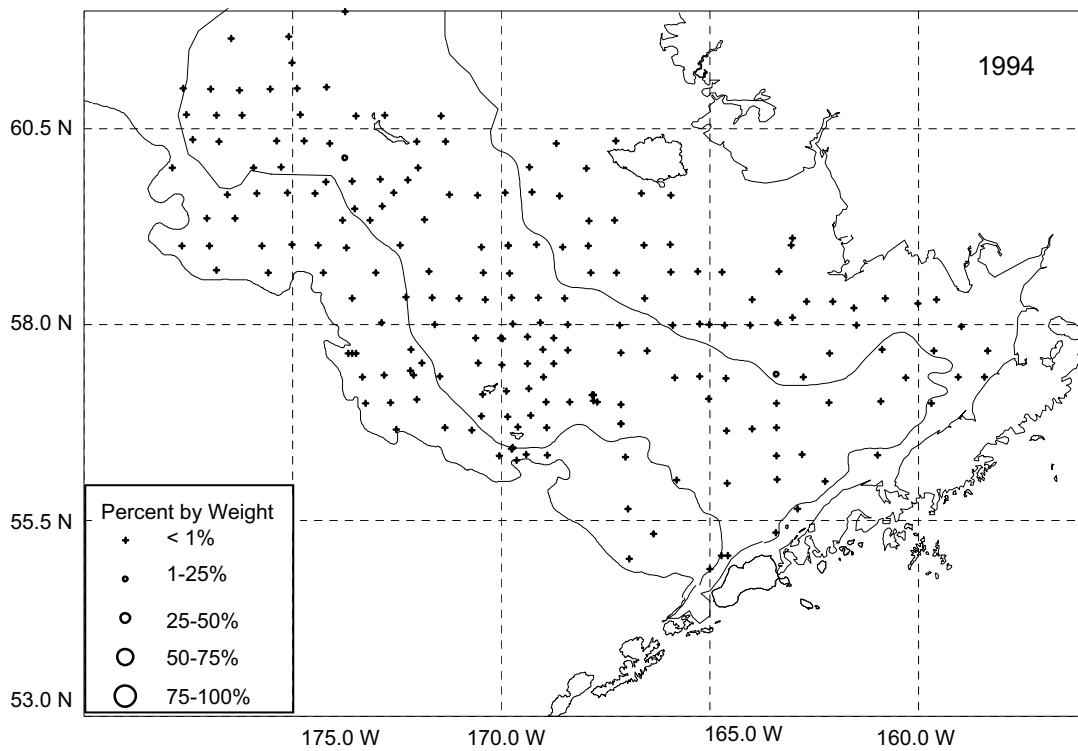 1994
60.5 N
58.0 N
55.5 N
53.0 N
Percent by Weight
< 1%
1-25%
25-50%
50-75%
75-100%
175.0 W
170.0 W
165.0 W
160.0 W